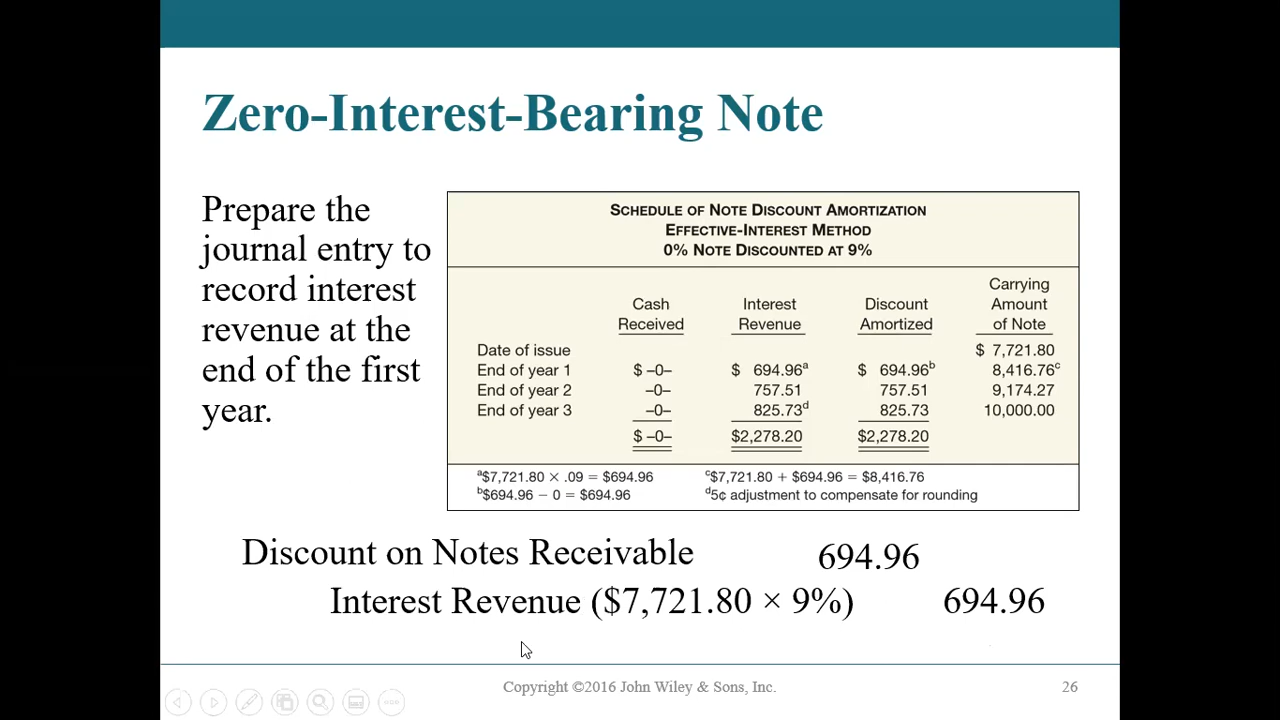 Zero-Interest-Bearing Note
Prepare the
journal entry to
record interest
revenue at the
end of the first
year.
SCHEDULE OF NOTE DISCOUNT AMORTIZATION
EFFECTIVE-INTEREST METHOD
0% NOTE DISCOUNTED AT 9%
Cash Received Interest Revenue Discount Amortized Carrying Amount of Note
Date of issue $ 7,721.80
End of year 1 $ –0– $ 694.96ᵃ $ 694.96ᵇ 8,416.76ᶜ
End of year 2 –0– 757.51 757.51 9,174.27
End of year 3 –0– 825.73ᵈ 825.73 10,000.00
$ –0– $2,278.20 $2,278.20
ᵃ$7,721.80 × .09 = $694.96 ᶜ$7,721.80 + $694.96 = $8,416.76
ᵇ$694.96 – 0 = $694.96 ᵈ5¢ adjustment to compensate for rounding
Discount on Notes Receivable 694.96
Interest Revenue ($7,721.80 × 9%) 694.96
Copyright ©2016 John Wiley & Sons, Inc. 26